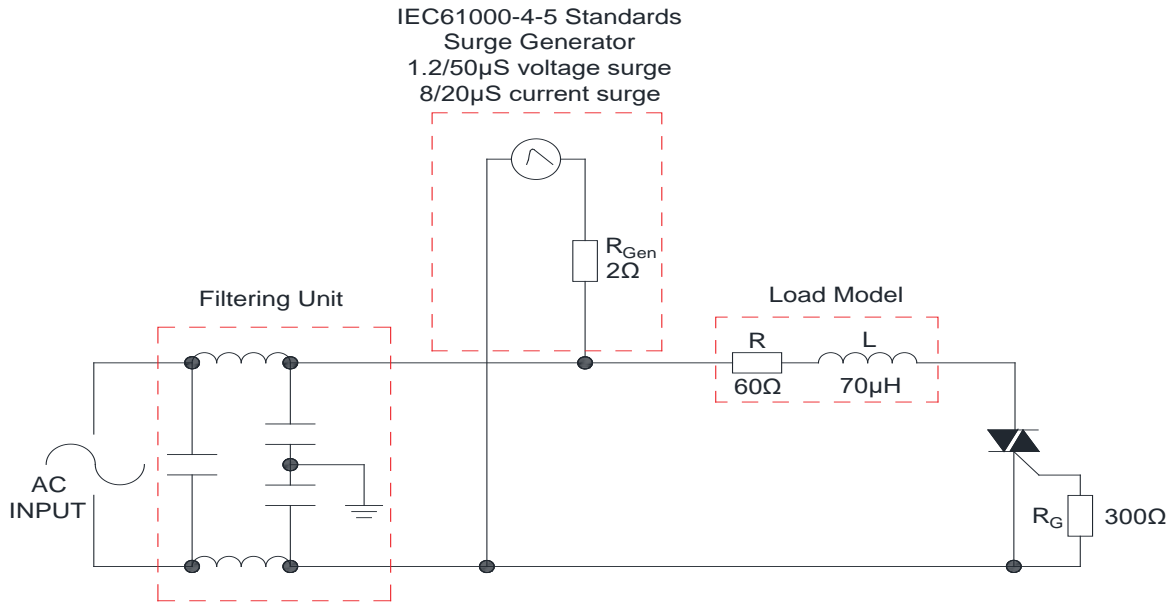 IEC61000-4-5 Standards
Surge Generator
1.2/50µS voltage surge
8/20µS current surge
RGen
2Ω
Filtering Unit
Load Model
R
L
60Ω
70µH
AC
INPUT
RG
300Ω